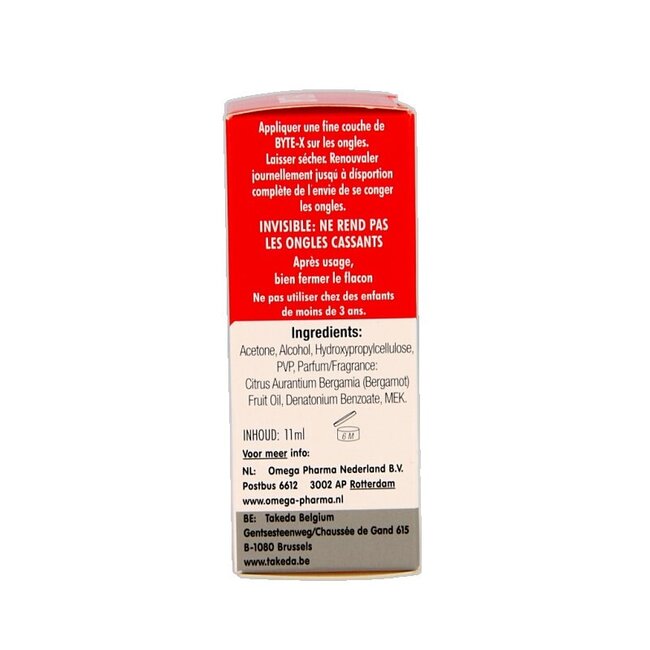 Appliquer une fine couche de
BYTE-X sur les ongles.
Laisser sécher. Renouvaler
journellement jusqu à disportion
complète de l'envie de se conger
les ongles.
INVISIBLE: NE REND PAS
LES ONGLES CASSANTS
Après usage,
bien fermer le flacon
Ne pas utiliser chez des enfants
de moins de 3 ans.
Ingredients:
Acetone, Alcohol, Hydroxypropylcellulose,
PVP, Parfum/Fragrance:
Citrus Aurantium Bergamia (Bergamot)
Fruit Oil, Denatonium Benzoate, MEK.
INHOUD: 11ml
6 M
Voor meer info:
NL: Omega Pharma Nederland B.V.
Postbus 6612 3002 AP Rotterdam
www.omega-pharma.nl
BE: Takeda Belgium
Gentsesteenweg/Chaussée de Gand 615
B-1080 Brussels
www.takeda.be